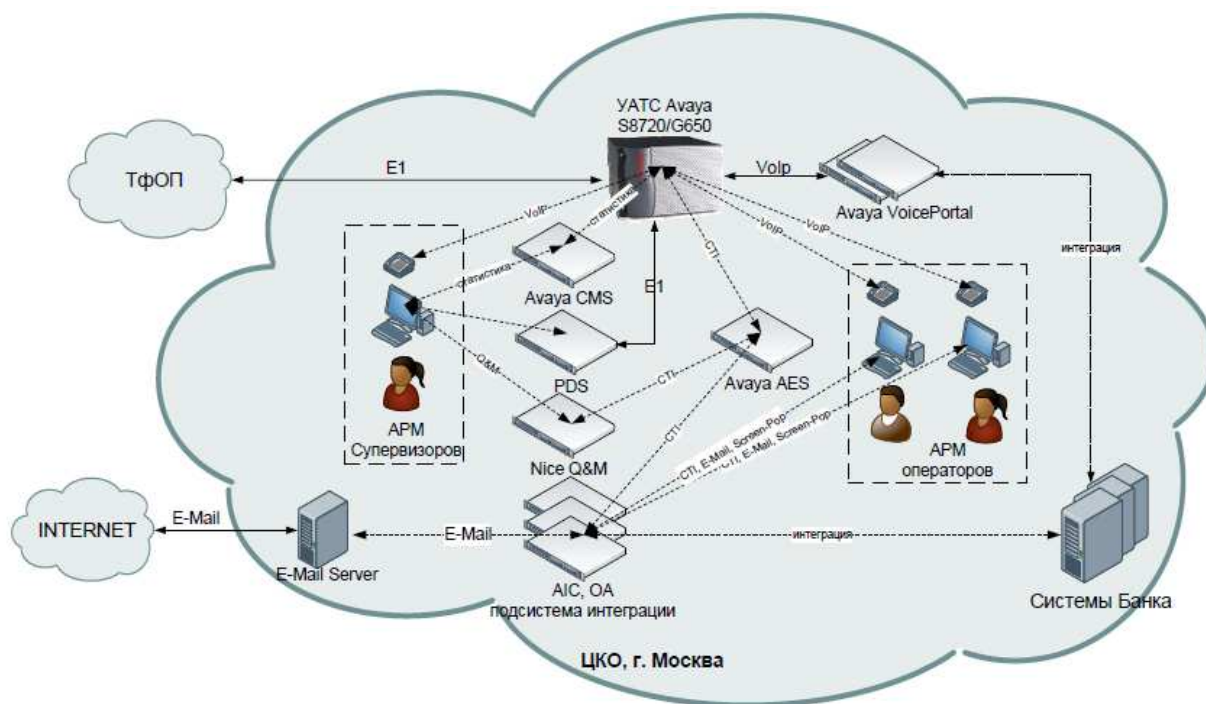 УАТС Avaya
S8720/G650
ТфОП
E1
VoIp
Avaya VoicePortal
VoIP
статистика
CTI
VoIP
VoIP
интеграция
статистика
Avaya CMS
E1
PDS
Avaya AES
Q&M
CTI
АРМ
Супервизоров
Nice Q&M
CTI
CTI, E-Mail, Screen-Pop
CTI, E-Mail, Screen-Pop
АРМ
операторов
INTERNET
E-Mail
E-Mail Server
E-Mail
интеграция
AIC, OA
подсистема интеграции
Системы Банка
ЦКО, г. Москва